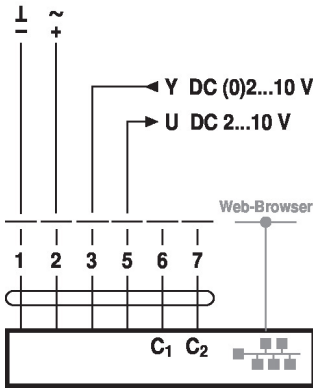 ⊥ ~
− +
Y DC (0)2...10 V
U DC 2...10 V
Web-Browser
1 2 3 5 6 7
C₁ C₂